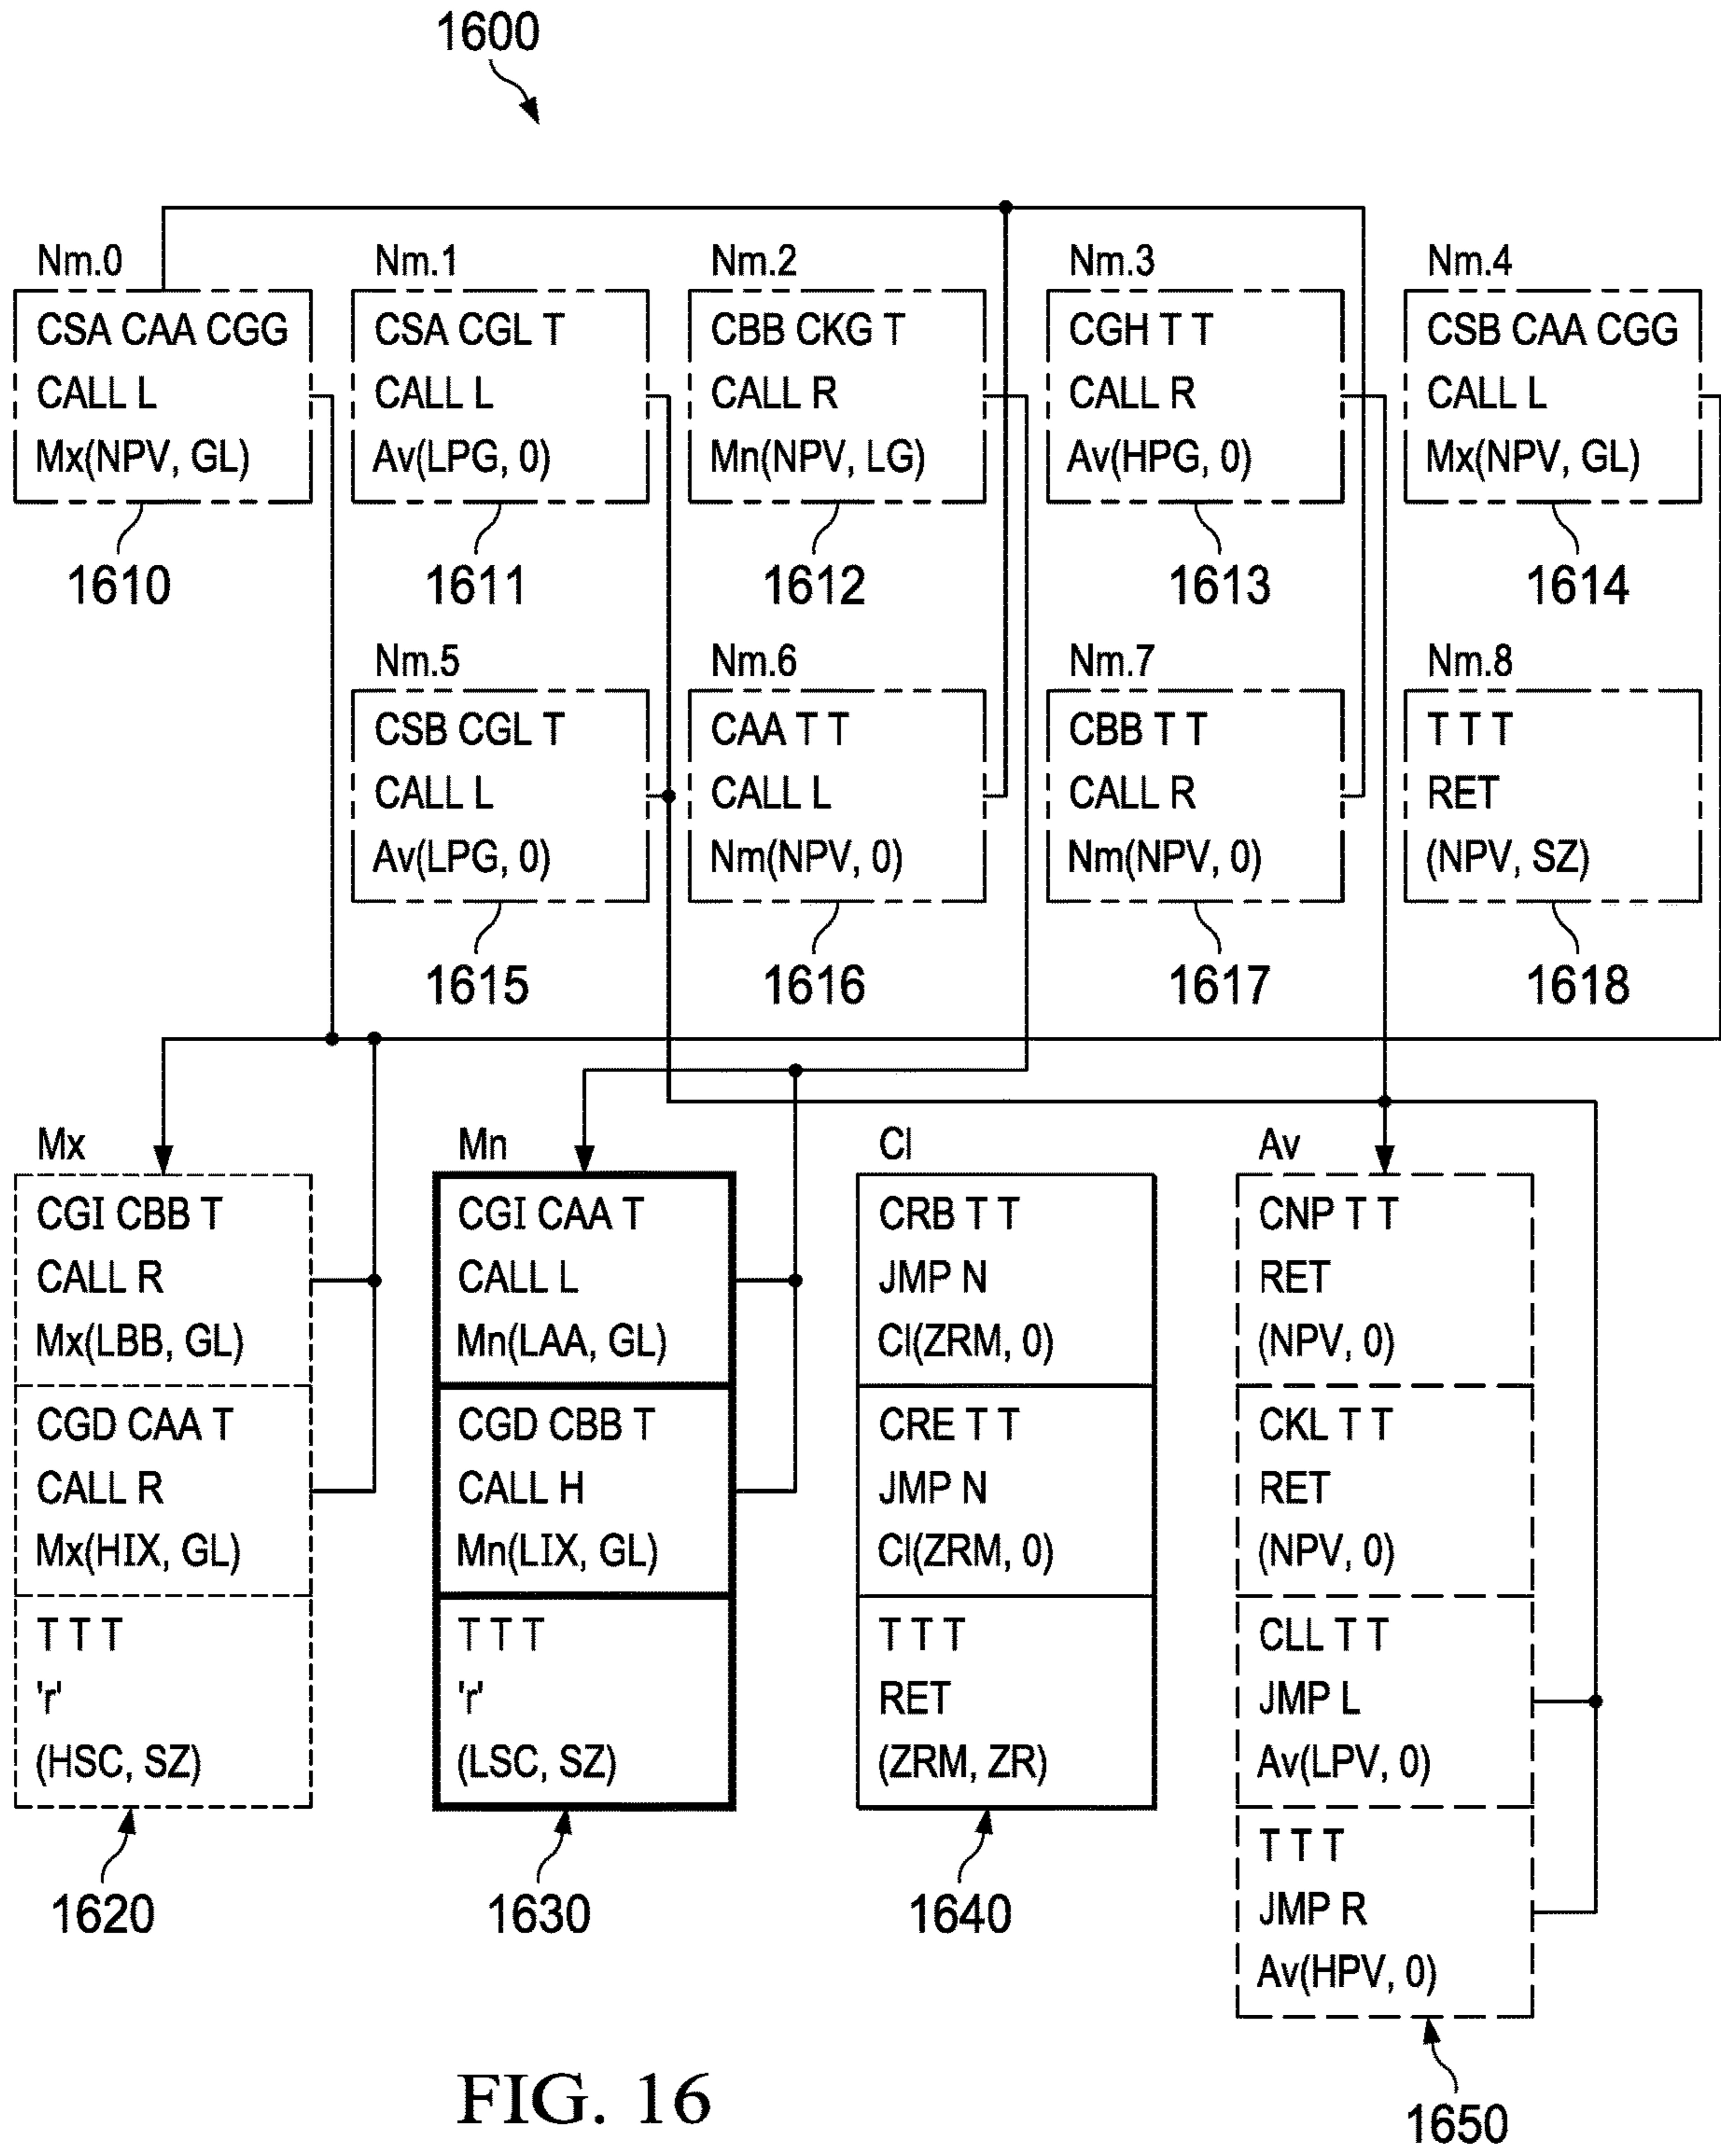 1600
Nm.0
CSA CAA CGG
CALL L
Mx(NPV, GL)
1610
Nm.1
CSA CGL T
CALL L
Av(LPG, 0)
1611
Nm.2
CBB CKG T
CALL R
Mn(NPV, LG)
1612
Nm.3
CGH T T
CALL R
Av(HPG, 0)
1613
Nm.4
CSB CAA CGG
CALL L
Mx(NPV, GL)
1614
Nm.5
CSB CGL T
CALL L
Av(LPG, 0)
1615
Nm.6
CAA T T
CALL L
Nm(NPV, 0)
1616
Nm.7
CBB T T
CALL R
Nm(NPV, 0)
1617
Nm.8
T T T
RET
(NPV, SZ)
1618
Mx
CGI CBB T
CALL R
Mx(LBB, GL)
CGD CAA T
CALL R
Mx(HIX, GL)
T T T
'r'
(HSC, SZ)
1620
Mn
CGI CAA T
CALL L
Mn(LAA, GL)
CGD CBB T
CALL H
Mn(LIX, GL)
T T T
'r'
(LSC, SZ)
1630
Cl
CRB T T
JMP N
Cl(ZRM, 0)
CRE T T
JMP N
Cl(ZRM, 0)
T T T
RET
(ZRM, ZR)
1640
Av
CNP T T
RET
(NPV, 0)
CKL T T
RET
(NPV, 0)
CLL T T
JMP L
Av(LPV, 0)
T T T
JMP R
Av(HPV, 0)
1650
FIG. 16